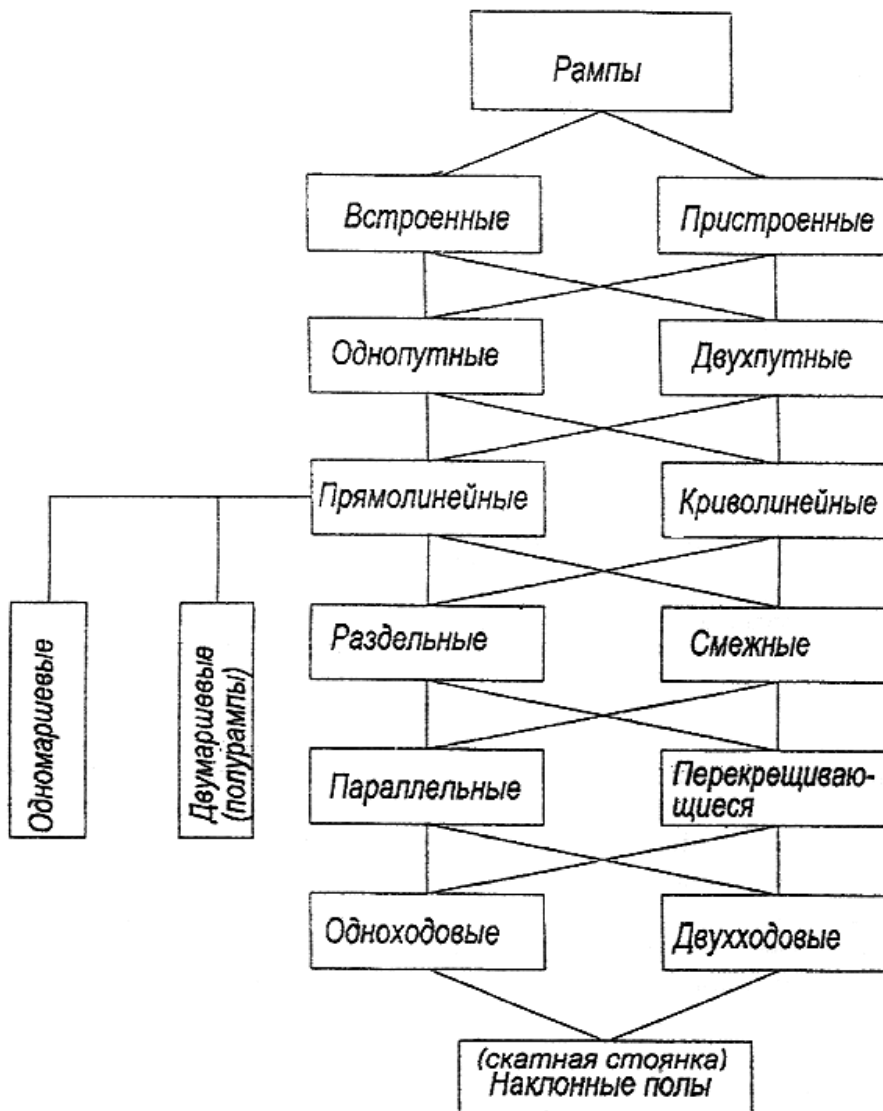 Рампы
Встроенные
Пристроенные
Однопутные
Двухпутные
Прямолинейные
Криволинейные
Одномаршевые
Двумаршевые
(полурампы)
Раздельные
Смежные
Параллельные
Перекрещиваю-
щиеся
Одноходовые
Двухходовые
(скатная стоянка)
Наклонные полы